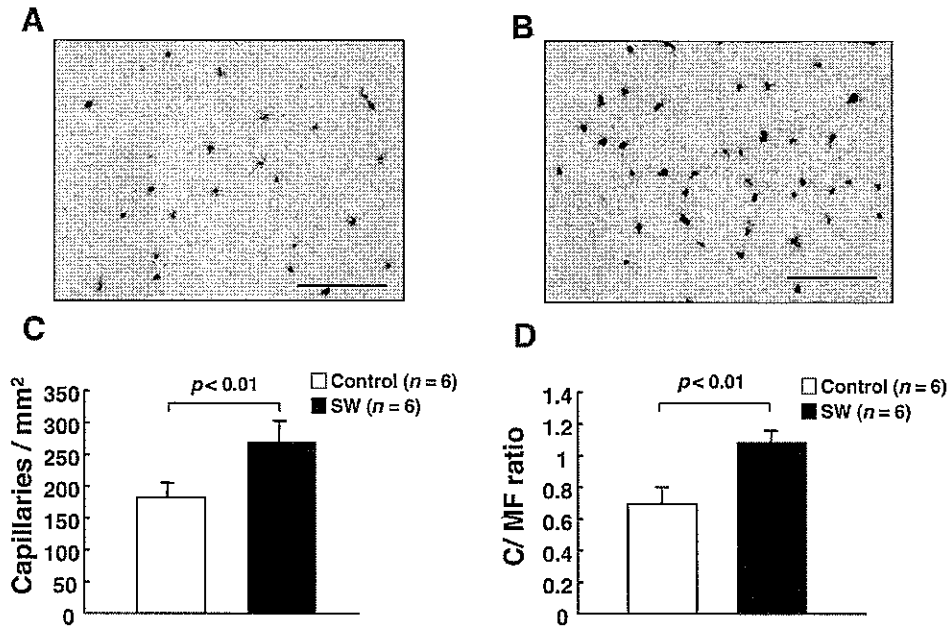 A
B
C
Capillaries / mm²
350
300
250
200
150
100
50
0
p < 0.01
Control (n = 6)
SW (n = 6)
D
C/ MF ratio
1.4
1.2
1
0.8
0.6
0.4
0.2
0
p < 0.01
Control (n = 6)
SW (n = 6)